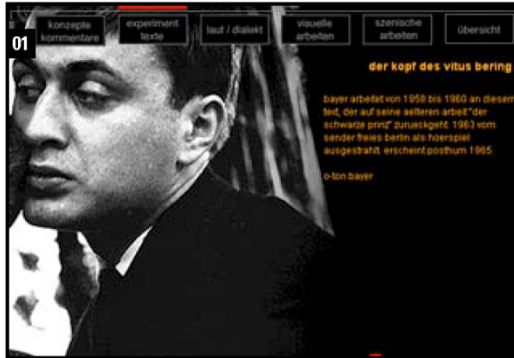 01
konzepte
kommentare
experiment
texte
laut / dialekt
visuelle
arbeiten
szenische
arbeiten
übersicht
der kopf des vitus bering
bayer arbeitet von 1958 bis 1960 an diesem
text, der auf seine aelteren arbeit "der
schwarze prinz" zurueckgeht. 1963 vom
sender freies berlin als hoerspiel
ausgestrahlt. erscheint posthum 1965.
o-ton bayer